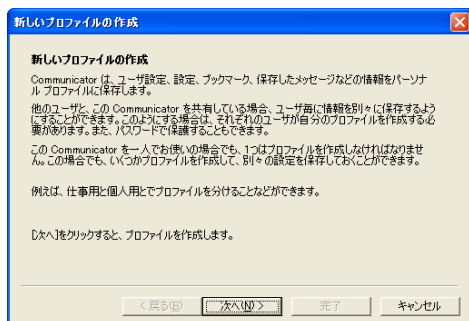 新しいプロファイルの作成
新しいプロファイルの作成
Communicator は、ユーザ設定、設定、ブックマーク、保存したメッセージなどの情報をパーソナ
ル プロファイルに保存します。
他のユーザと、この Communicator を共有している場合、ユーザ毎に情報を別々に保存するよう
にすることができます。このようにする場合は、それぞれのユーザが自分のプロファイルを作成する必
要があります。また、パスワードで保護することもできます。
この Communicator を一人でお使いの場合でも、1つはプロファイルを作成しなければなりませ
ん。この場合でも、いくつかプロファイルを作成して、別々の設定を保存しておくことができます。
例えば、仕事用と個人用とでプロファイルを分けることなどができます。
[次へ]をクリックすると、プロファイルを作成します。
< 戻る(B) 次へ(N) > 完了 キャンセル